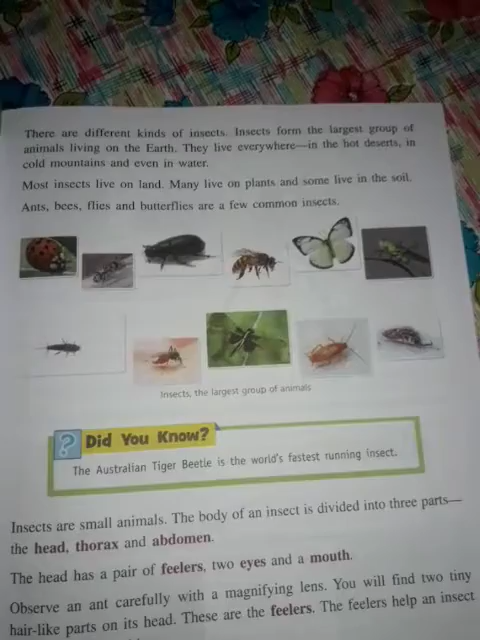 There are different kinds of insects. Insects form the largest group of
animals living on the Earth. They live everywhere—in the hot deserts, in
cold mountains and even in water.
Most insects live on land. Many live on plants and some live in the soil.
Ants, bees, flies and butterflies are a few common insects.
Insects, the largest group of animals
? Did You Know?
The Australian Tiger Beetle is the world's fastest running insect.
Insects are small animals. The body of an insect is divided into three parts—
the head, thorax and abdomen.
The head has a pair of feelers, two eyes and a mouth.
Observe an ant carefully with a magnifying lens. You will find two tiny
hair-like parts on its head. These are the feelers. The feelers help an insect